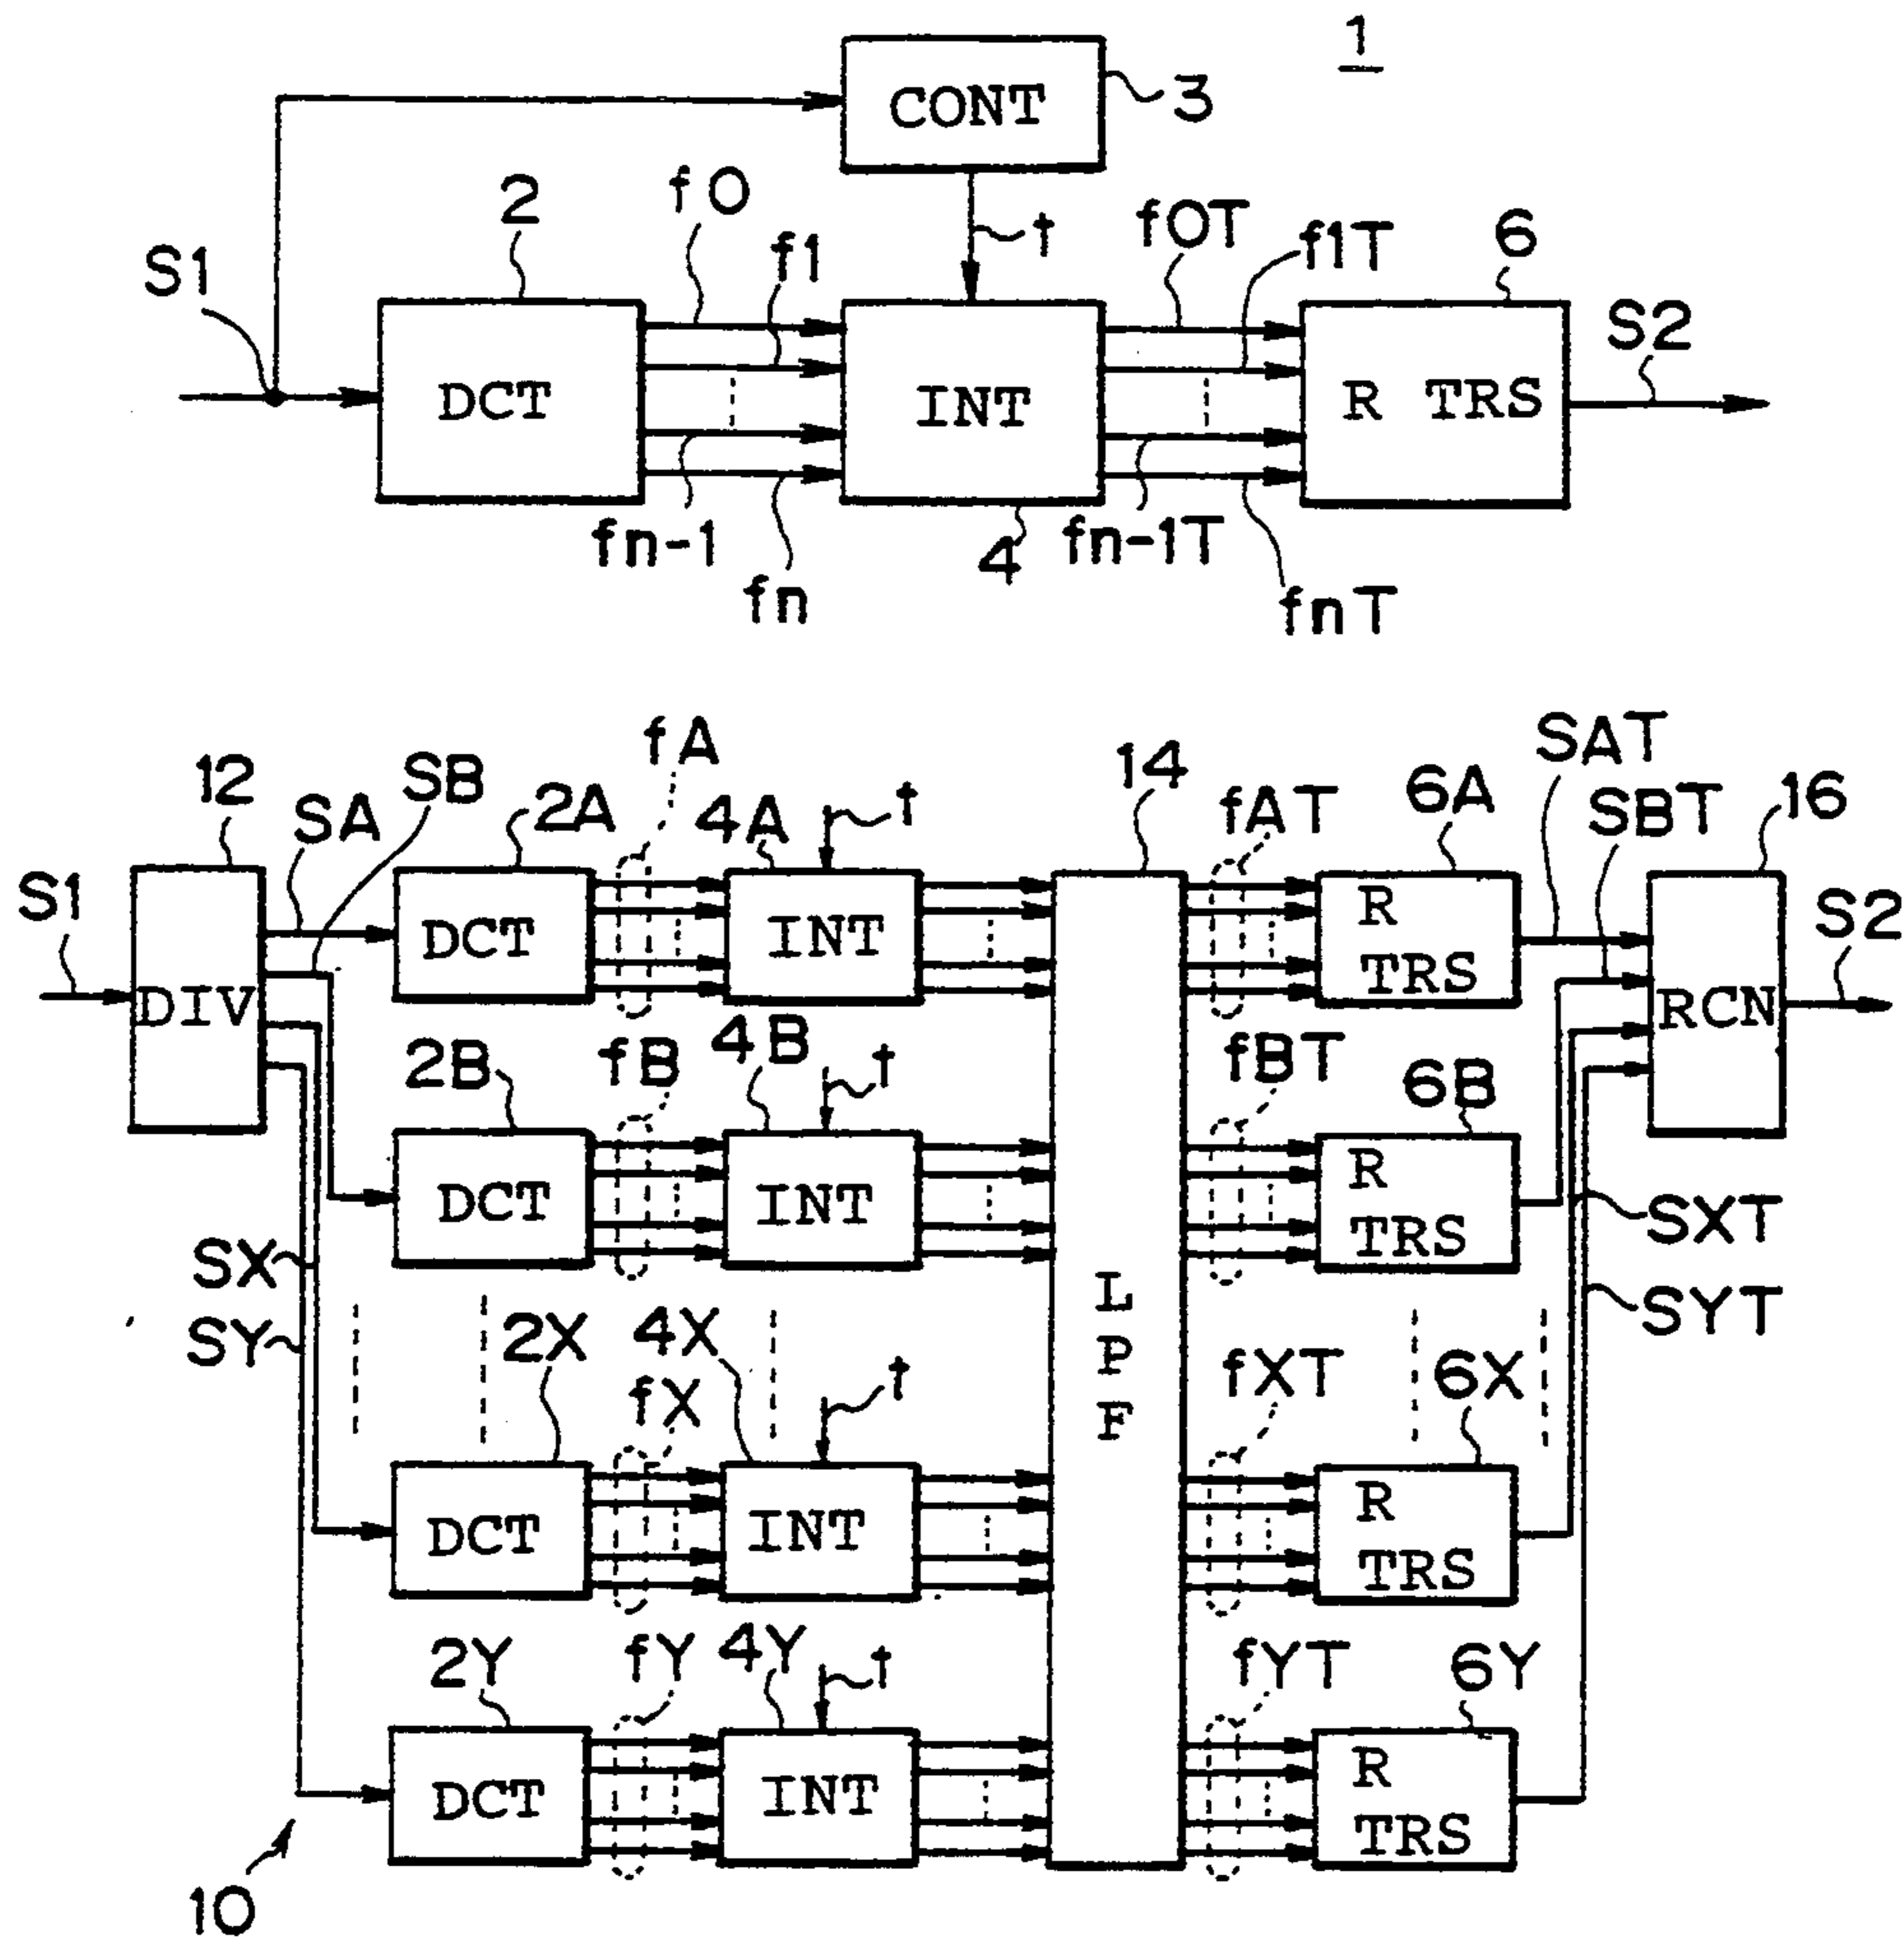 1
CONT
3
2
f0
f1
t
f0T
f1T
6
S1
S2
DCT
INT
R TRS
fn-1
fn
4
fn-1T
fnT
12
SA
SB
fA
2A
4A
t
14
fAT
6A
SAT
SBT
16
S1
S2
DIV
DCT
INT
R
TRS
RCN
2B
fB
4B
t
fBT
6B
DCT
INT
R
TRS
SX
SY
SXT
SYT
LPF
2X
fX
4X
t
fXT
6X
DCT
INT
R
TRS
2Y
fY
4Y
t
fYT
6Y
DCT
INT
R
TRS
10